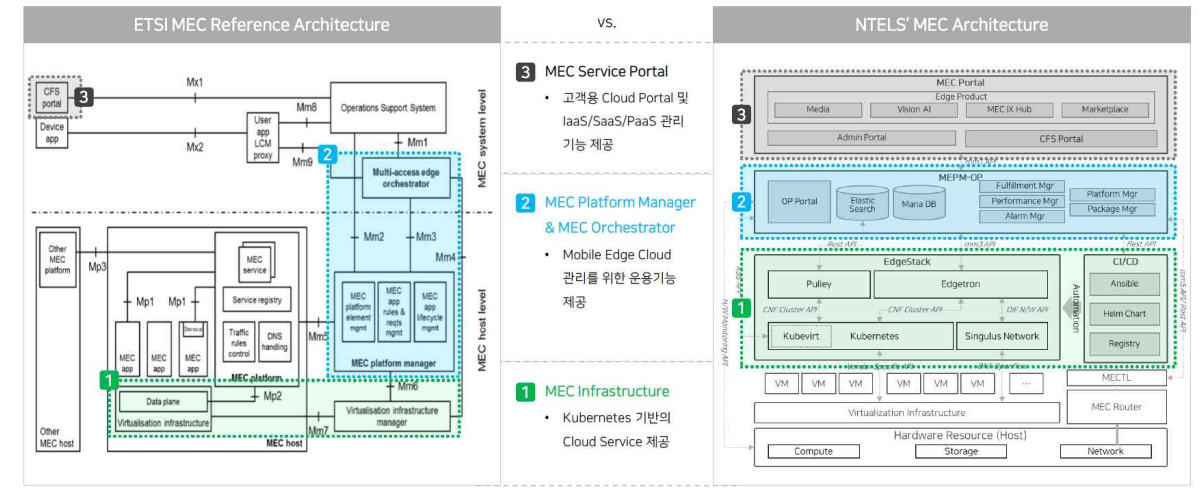 ETSI MEC Reference Architecture
vs.
NTELS' MEC Architecture
CFS
portal
3
Device
app
Mx1
Mx2
User
app
LCM
proxy
Mm8
Mm9
Operations Support System
Mm1
2
Multi-access edge
orchestrator
MEC system level
Mm2
Mm3
Mm4
Other
MEC
platform
Mp3
MEC
service
Service registry
Mp1
Mp1
Service
MEC
app
MEC
app
MEC
app
Traffic
rules
control
DNS
handling
MEC platform
Mm5
MEC
platform
element
mgmt
MEC
app
rules &
reqts
mgmt
MEC
app
lifecycle
mgmt
MEC platform manager
MEC host level
1
Data plane
Virtualisation infrastructure
Mp2
Mm6
Mm7
Virtualisation infrastructure
manager
Other
MEC host
MEC host
3 MEC Service Portal
• 고객용 Cloud Portal 및
IaaS/SaaS/PaaS 관리
기능 제공
2 MEC Platform Manager
& MEC Orchestrator
• Mobile Edge Cloud
관리를 위한 운용기능
제공
1 MEC Infrastructure
• Kubernetes 기반의
Cloud Service 제공
3
MEC Portal
Edge Product
Media
Vision AI
MEC IX Hub
Marketplace
Admin Portal
CFS Portal
2
MEPM-OP
OP Portal
Elastic
Search
Maria DB
Fulfillment Mgr
Performance Mgr
Alarm Mgr
Platform Mgr
Package Mgr
Rest API
mm3 API
Rest API
1
EdgeStack
Pulley
Edgetron
CNF Cluster API
CNF Cluster API
OIF N/W API
Kubevirt
Kubernetes
Singulus Network
Automation
CI/CD
Ansible
Helm Chart
Registry
H/W Monitoring API
mm5 API/ Rest API
VM
VM
VM
VM
VM
VM
...
MECTL
Virtualization Infrastructure
MEC Router
Hardware Resource (Host)
Compute
Storage
Network